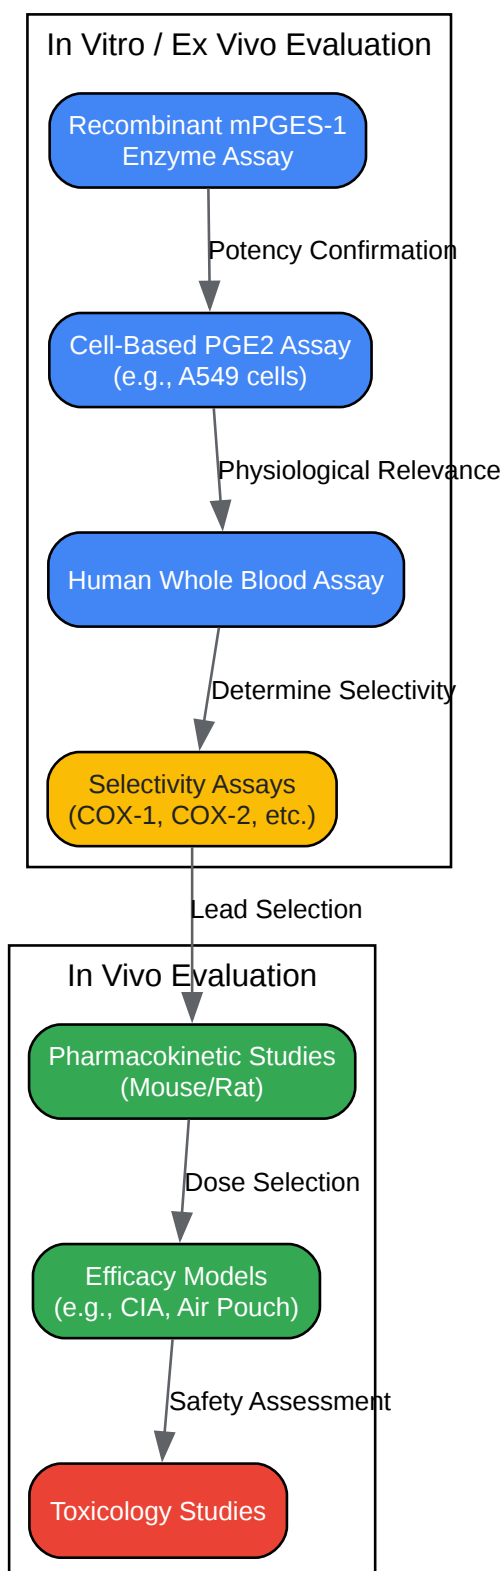 In Vitro / Ex Vivo Evaluation
Recombinant mPGES-1
Enzyme Assay
Potency Confirmation
Cell-Based PGE2 Assay
(e.g., A549 cells)
Physiological Relevance
Human Whole Blood Assay
Determine Selectivity
Selectivity Assays
(COX-1, COX-2, etc.)
Lead Selection
In Vivo Evaluation
Pharmacokinetic Studies
(Mouse/Rat)
Dose Selection
Efficacy Models
(e.g., CIA, Air Pouch)
Safety Assessment
Toxicology Studies